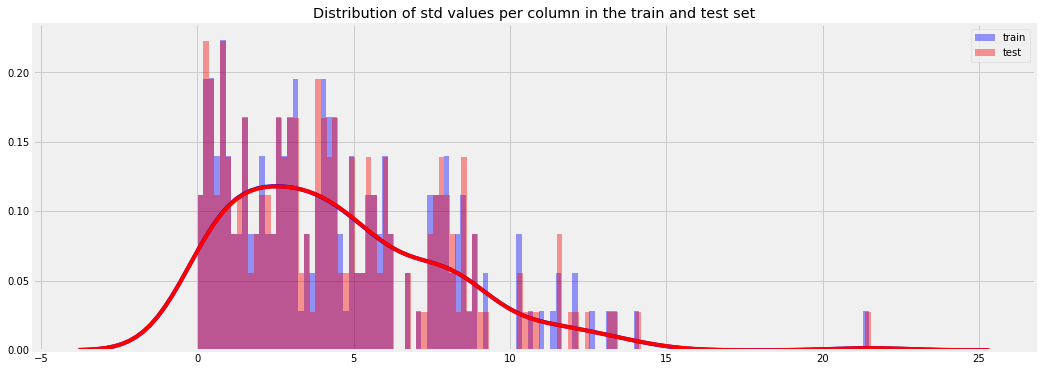 Distribution of std values per column in the train and test set
train
test
0.20
0.15
0.10
0.05
0.00
−5 0 5 10 15 20 25